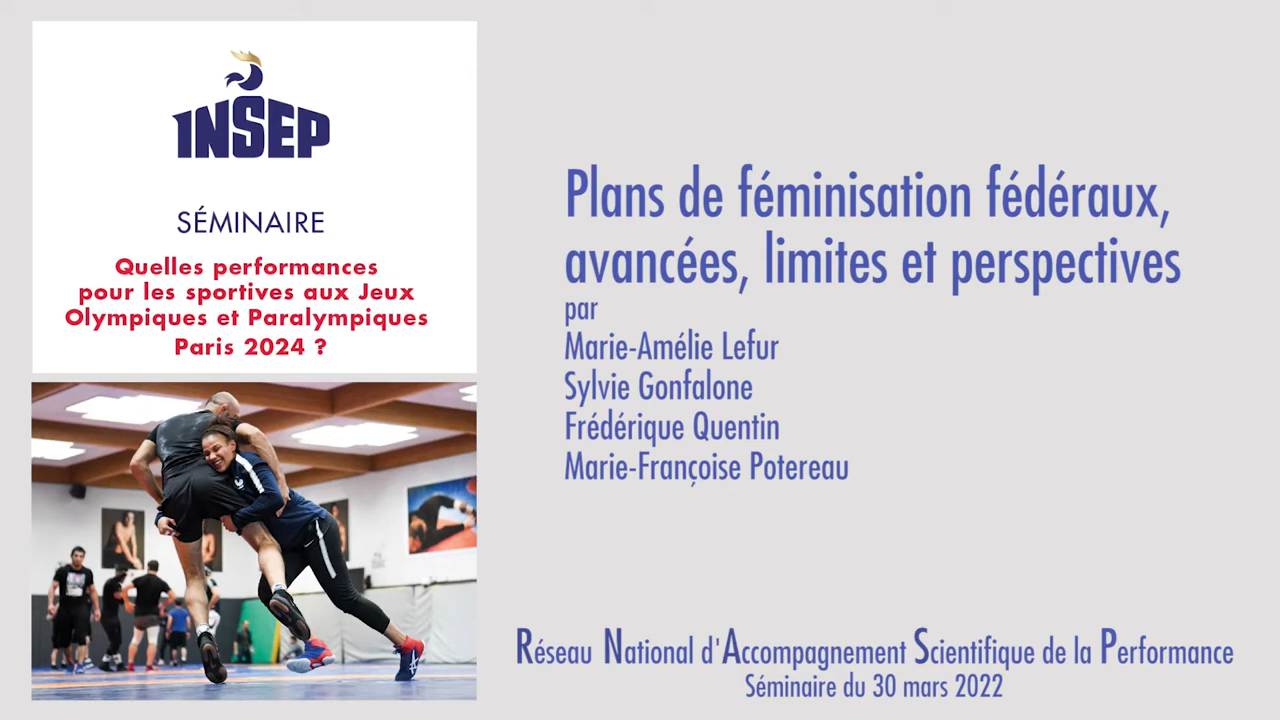 INSEP
SÉMINAIRE
Quelles performances
pour les sportives aux Jeux
Olympiques et Paralympiques
Paris 2024 ?
Plans de féminisation fédéraux,
avancées, limites et perspectives
par
Marie-Amélie Lefur
Sylvie Gonfalone
Frédérique Quentin
Marie-Françoise Potereau
Réseau National d'Accompagnement Scientifique de la Performance
Séminaire du 30 mars 2022